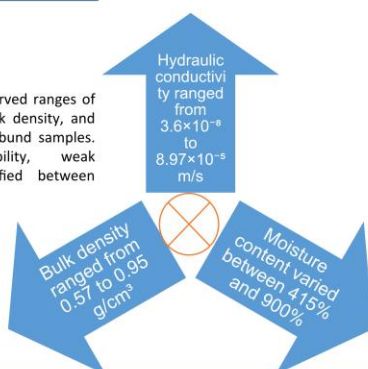 Hydraulic
conductivi
ty ranged
from
3.6×10⁻⁸
to
8.97×10⁻⁵
m/s
rved ranges of
k density, and
bund samples.
bility, weak
fied between
Bulk density
ranged from
0.57 to 0.95
g/cm³
Moisture
content varied
between 415%
and 900%